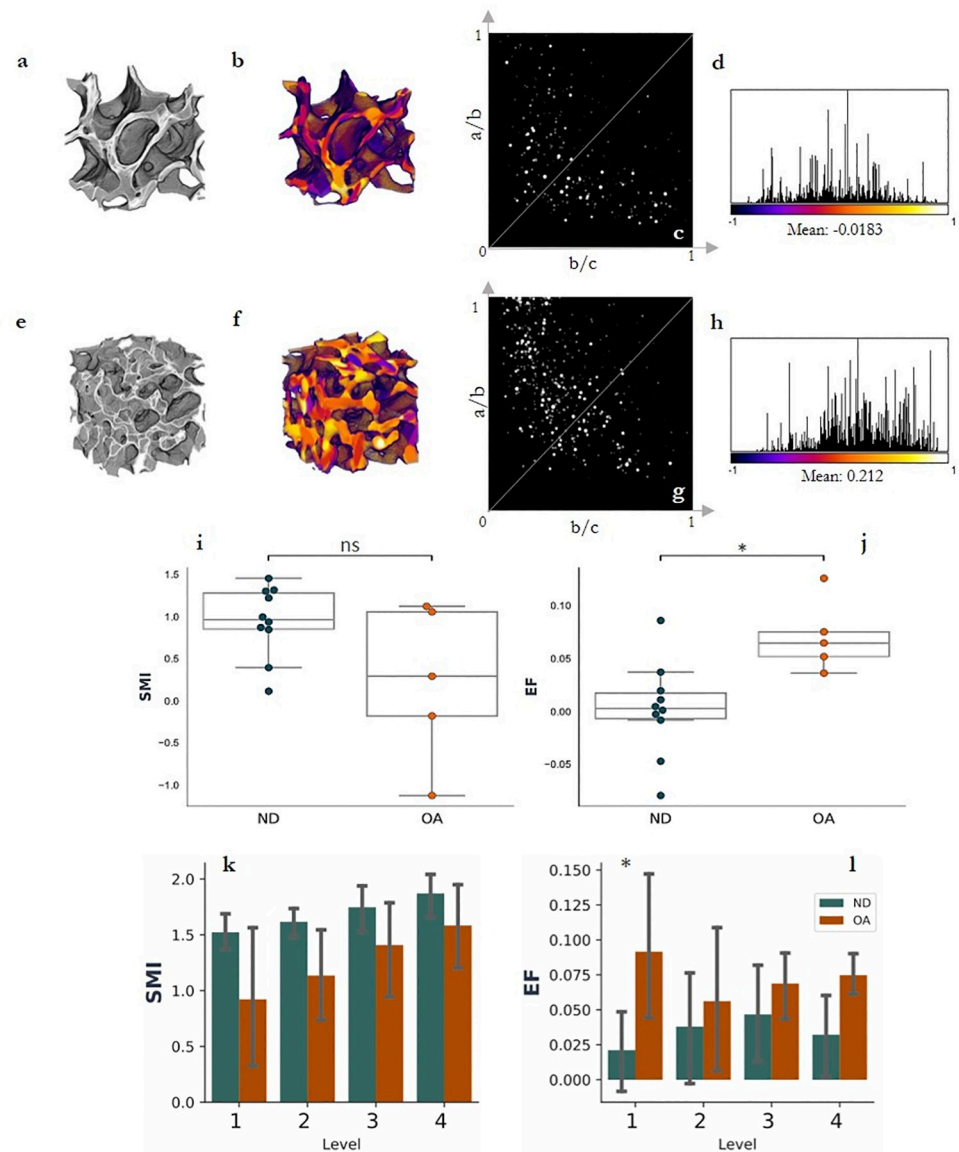 a
b
1
a/b
0
c
b/c
1
d
-1
1
Mean: -0.0183
e
f
1
a/b
0
g
b/c
1
h
-1
1
Mean: 0.212
i
ns
1.5
1.0
0.5
0.0
−0.5
−1.0
SMI
ND
OA
j
*
0.10
0.05
0.00
−0.05
EF
ND
OA
k
2.0
1.5
1.0
0.5
0.0
SMI
1 2 3 4
Level
l
*
0.150
0.125
0.100
0.075
0.050
0.025
0.000
EF
ND
OA
1 2 3 4
Level